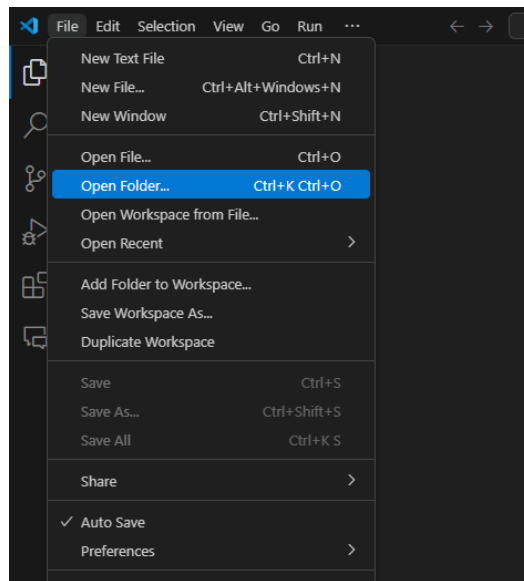 File Edit Selection View Go Run ...
New Text File Ctrl+N
New File... Ctrl+Alt+Windows+N
New Window Ctrl+Shift+N
Open File... Ctrl+O
Open Folder... Ctrl+K Ctrl+O
Open Workspace from File...
Open Recent
Add Folder to Workspace...
Save Workspace As...
Duplicate Workspace
Save Ctrl+S
Save As... Ctrl+Shift+S
Save All Ctrl+K S
Share
Auto Save
Preferences